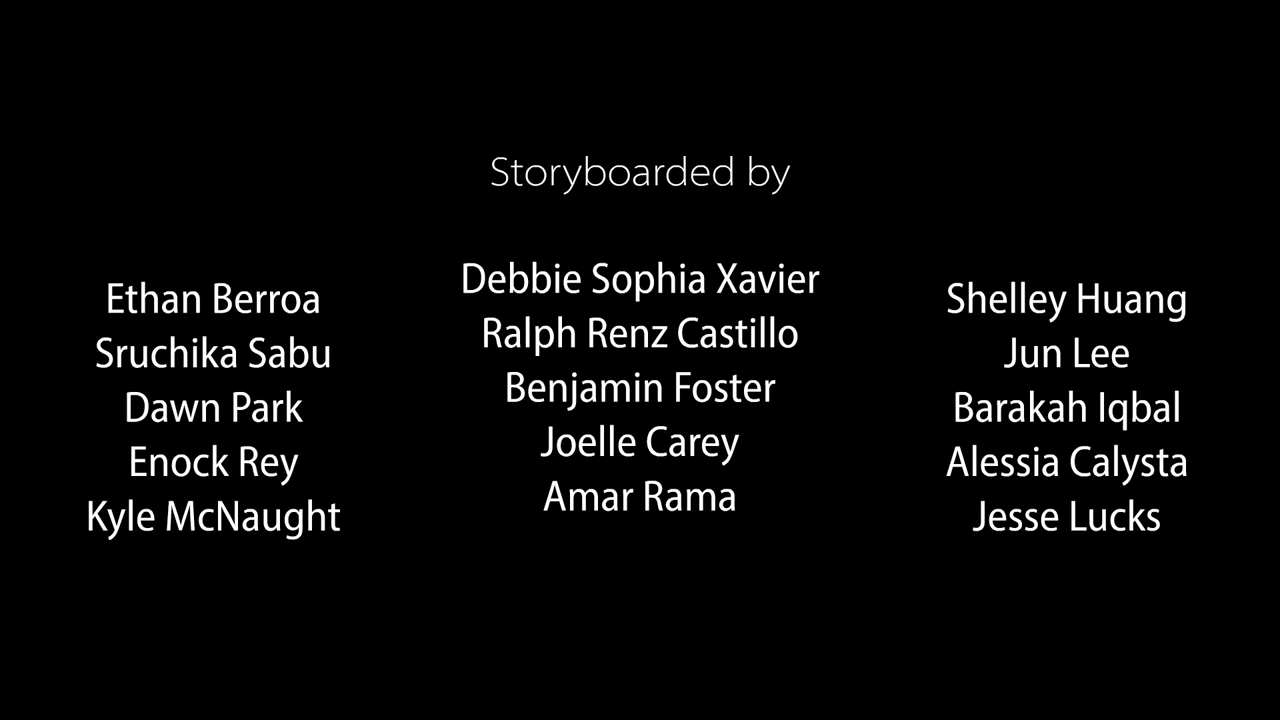 Storyboarded by
Ethan Berroa
Sruchika Sabu
Dawn Park
Enock Rey
Kyle McNaught
Debbie Sophia Xavier
Ralph Renz Castillo
Benjamin Foster
Joelle Carey
Amar Rama
Shelley Huang
Jun Lee
Barakah Iqbal
Alessia Calysta
Jesse Lucks